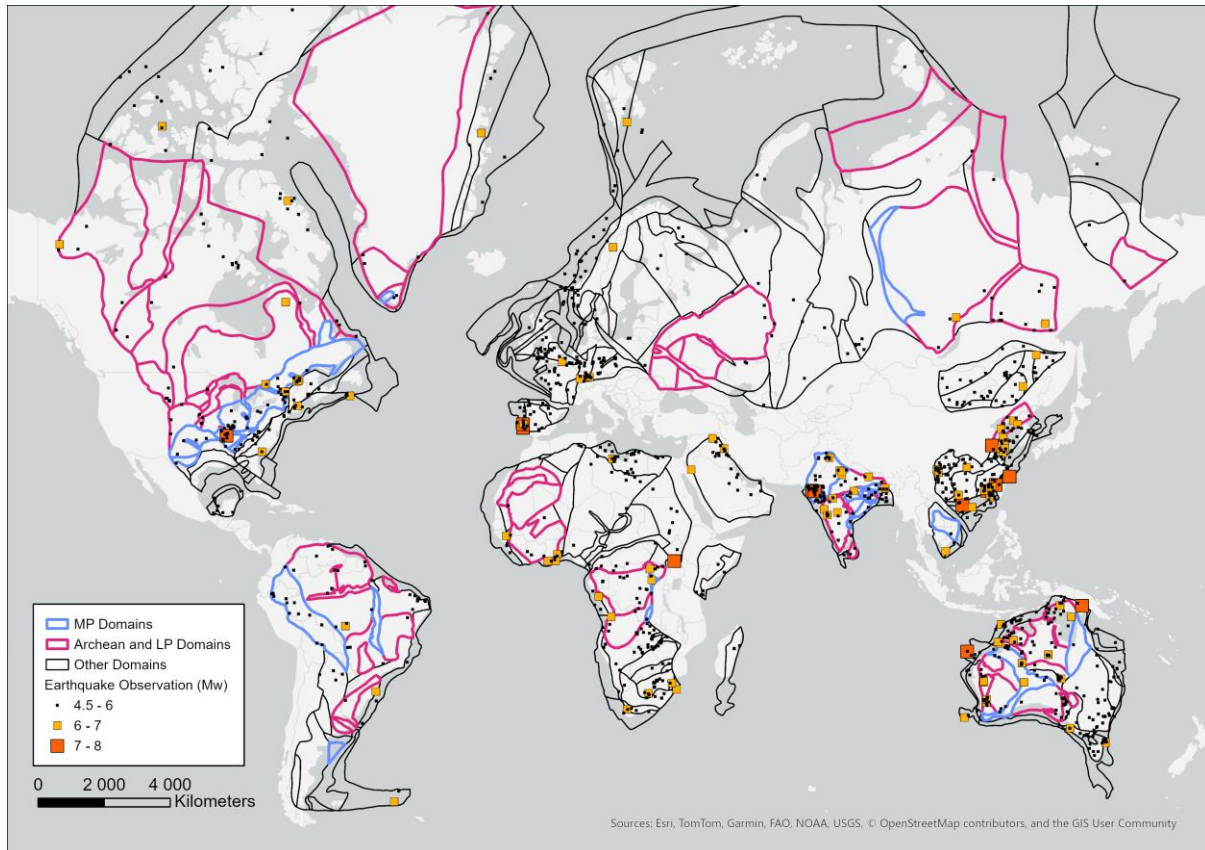 MP Domains
Archean and LP Domains
Other Domains
Earthquake Observation (Mw)
4.5 - 6
6 - 7
7 - 8
0 2 000 4 000
Kilometers
Sources: Esri, TomTom, Garmin, FAO, NOAA, USGS, © OpenStreetMap contributors, and the GIS User Community